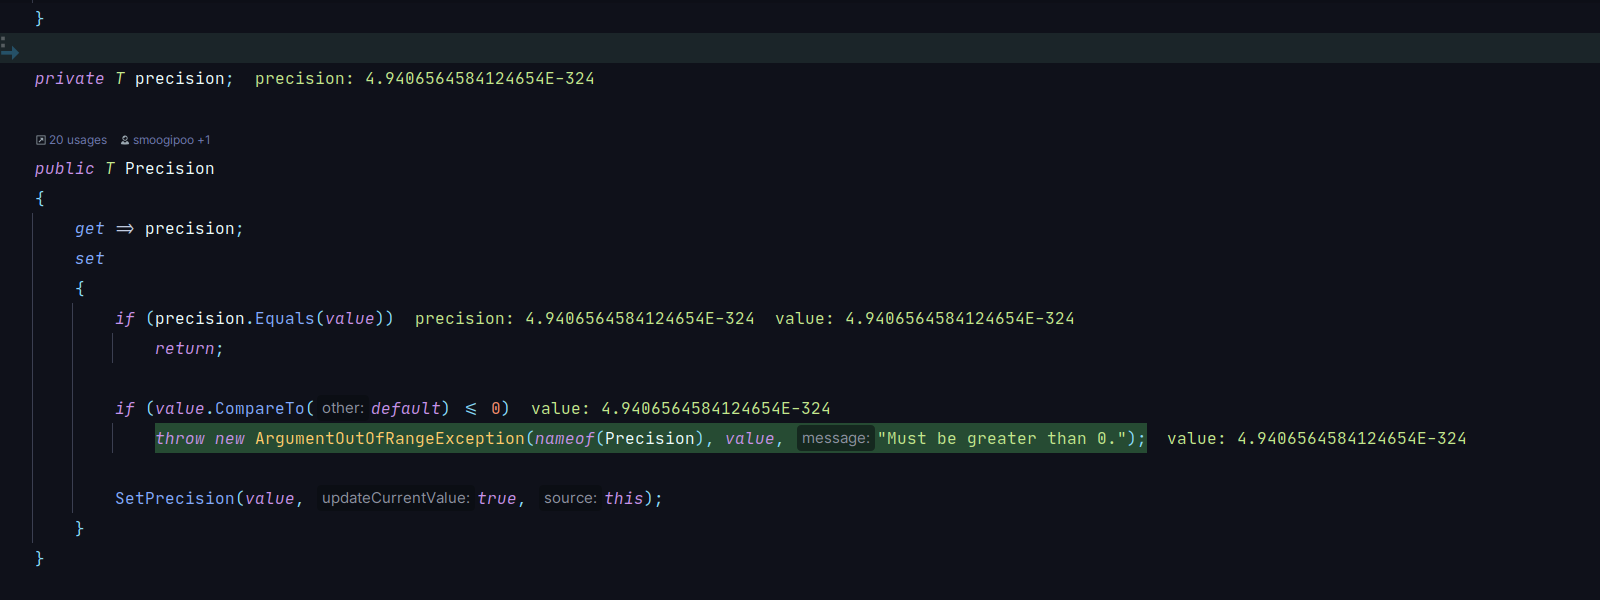 }
private T precision;  precision: 4.9406564584124654E-324
20 usages  smoogipoo +1
public T Precision
{
get => precision;
set
{
if (precision.Equals(value))  precision: 4.9406564584124654E-324  value: 4.9406564584124654E-324
return;
if (value.CompareTo( other: default) <= 0)  value: 4.9406564584124654E-324
throw new ArgumentOutOfRangeException(nameof(Precision), value, message: "Must be greater than 0.");  value: 4.9406564584124654E-324
SetPrecision(value, updateCurrentValue: true, source: this);
}
}